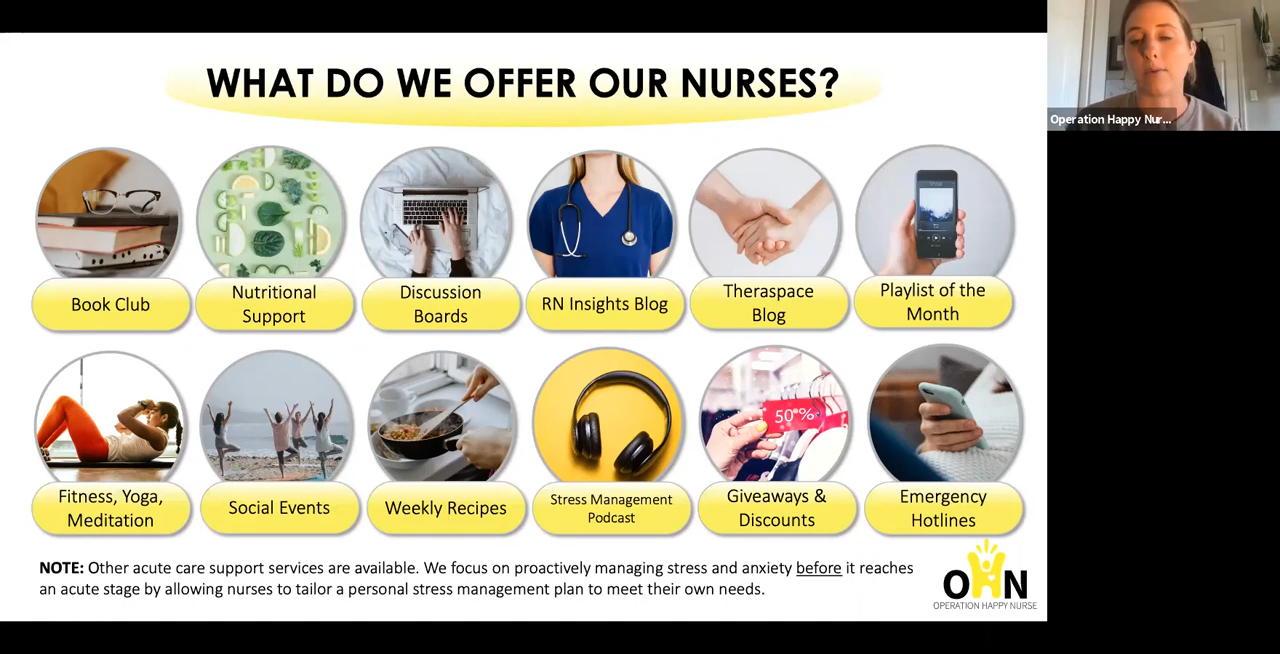 WHAT DO WE OFFER OUR NURSES?
Operation Happy Nur...
Book Club
Nutritional
Support
Discussion
Boards
RN Insights Blog
Theraspace
Blog
Playlist of the
Month
50%
Fitness, Yoga,
Meditation
Social Events
Weekly Recipes
Stress Management
Podcast
Giveaways &
Discounts
Emergency
Hotlines
NOTE: Other acute care support services are available. We focus on proactively managing stress and anxiety before it reaches
an acute stage by allowing nurses to tailor a personal stress management plan to meet their own needs.
OHN
OPERATION HAPPY NURSE